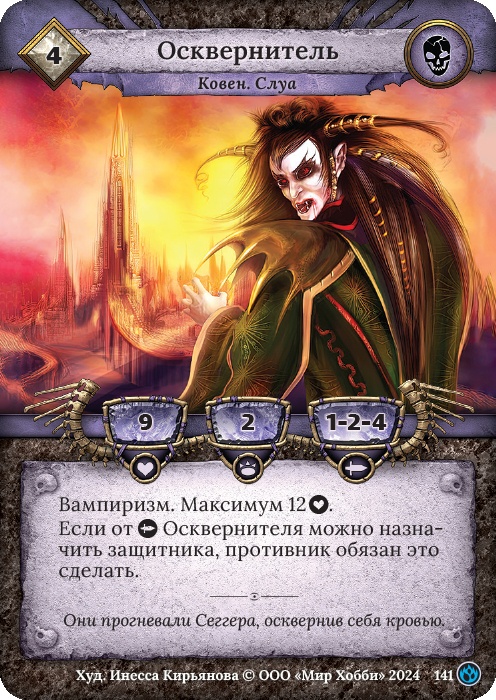 4
Осквернитель
Ковен. Слуа
9
2
1-2-4
Вампиризм. Максимум 12.
Если от Осквернителя можно назна-
чить защитника, противник обязан это
сделать.
Они прогневали Сеггера, осквернив себя кровью.
Худ. Инесса Кирьянова © ООО «Мир Хобби» 2024 141